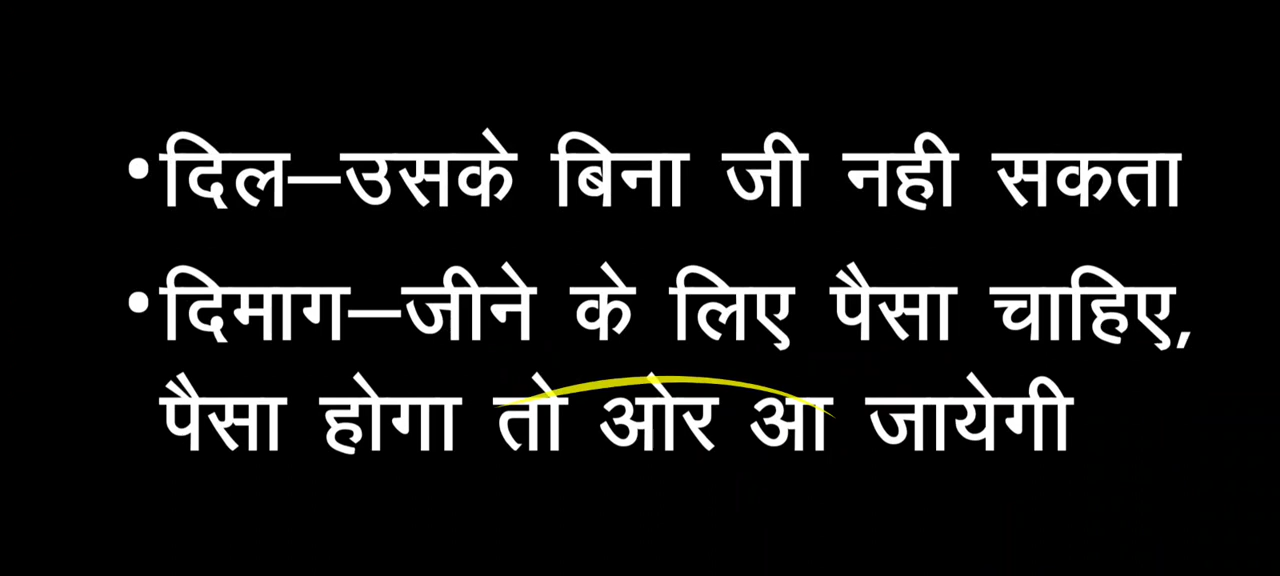 •दिल–उसके बिना जी नही सकता
•दिमाग–जीने के लिए पैसा चाहिए,
पैसा होगा तो ओर आ जायेगी